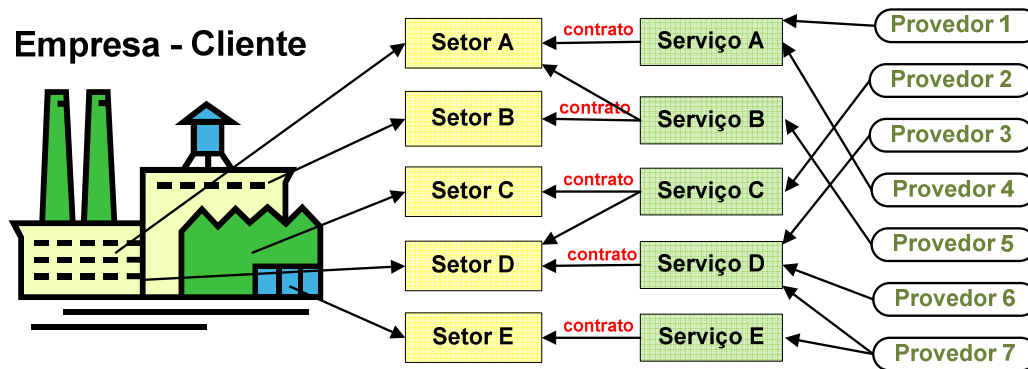 Empresa - Cliente
Setor A
contrato
Serviço A
Provedor 1
Provedor 2
Setor B
contrato
Serviço B
Provedor 3
Setor C
contrato
Serviço C
Provedor 4
Provedor 5
Setor D
contrato
Serviço D
Provedor 6
Setor E
contrato
Serviço E
Provedor 7